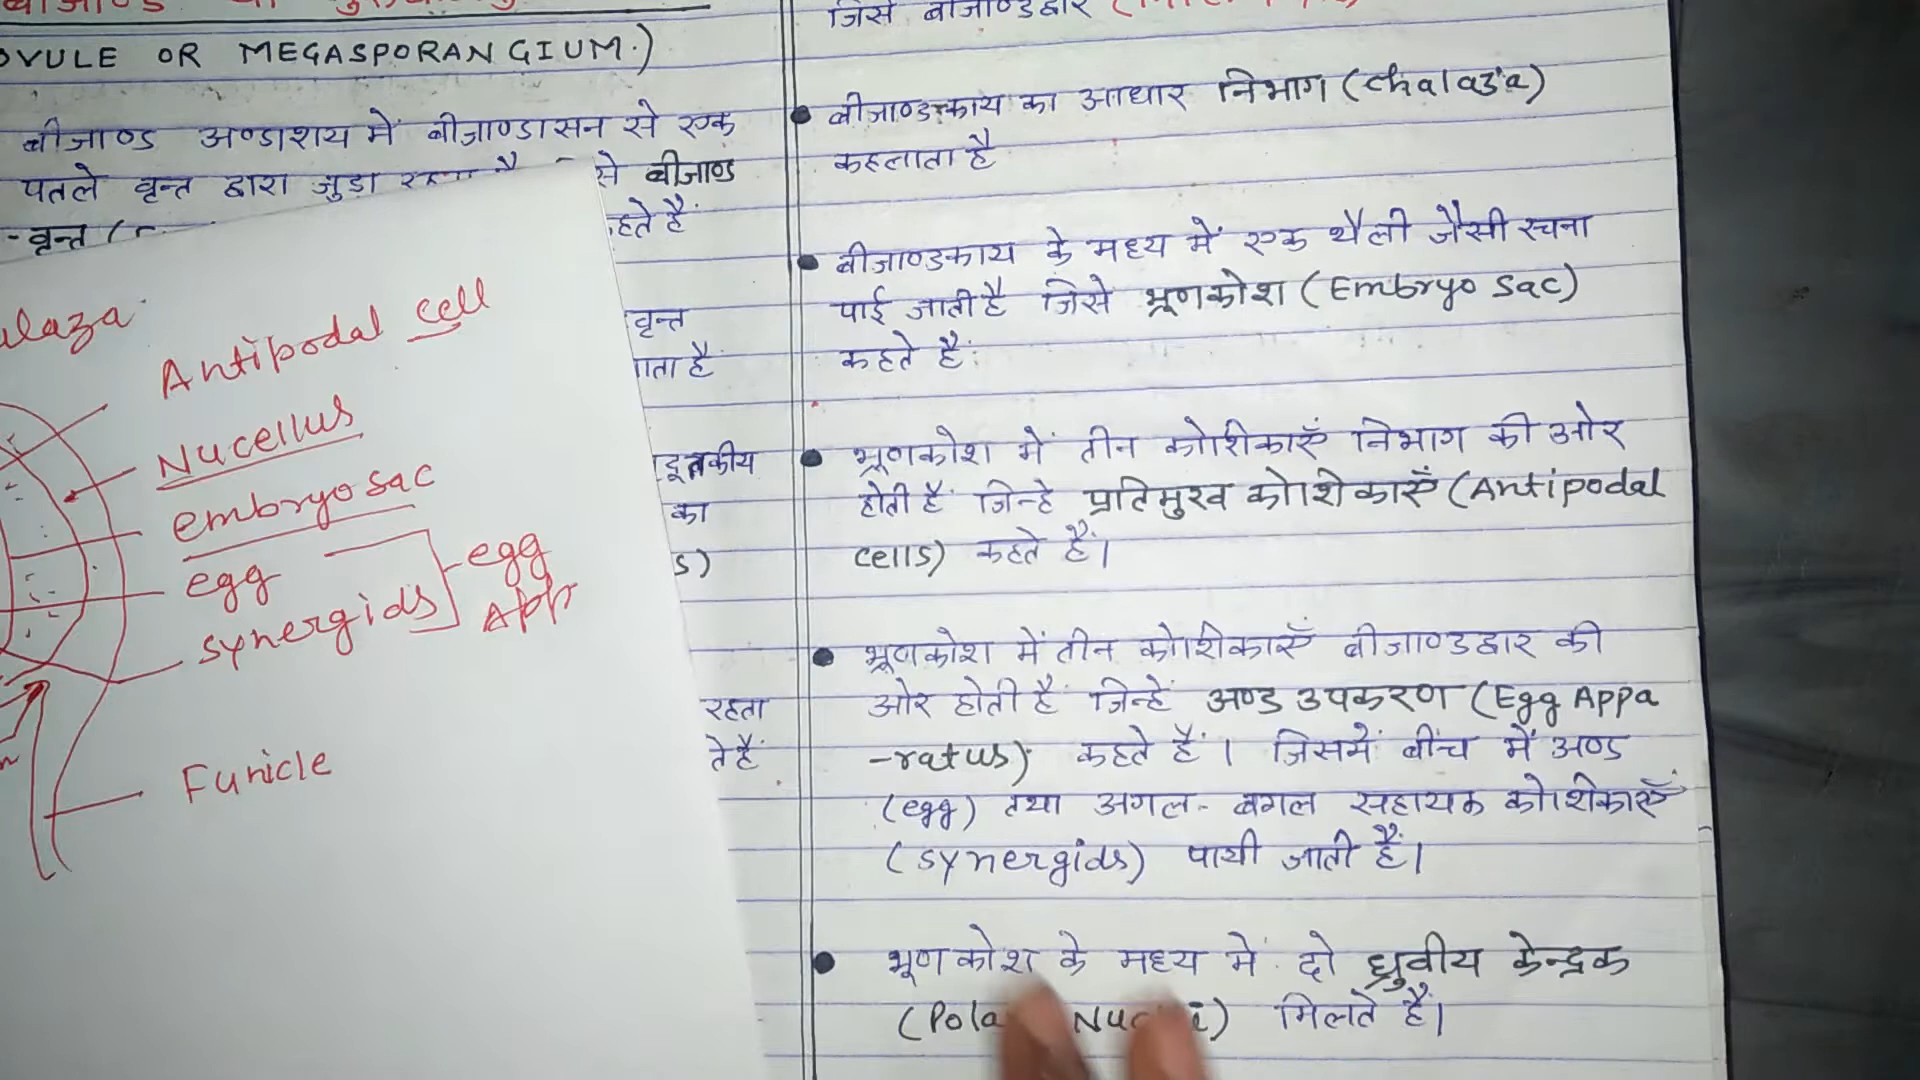 OVULE OR MEGASPORANGIUM.)
बीजाण्ड अण्डाशय में बीजाण्डासन से एक
पतले वृन्त द्वारा जुड़ा से बीजाण्ड
-वृन्त ( हते हैं
वृन्त
का
s)
रहता
ते हैं
Antipodal cell
Nucellus
embryo sac
egg
synergids
egg
App
Funicle
जिसे बीजाण्डद्वार
• बीजाण्डकाय का आधार निभाग (chalaza)
कहलाता है
• बीजाण्डकाय के मध्य में एक थैली जैसी रचना
पाई जाती है जिसे भ्रूणकोश (Embryo sac)
कहते हैं
• भ्रूणकोश में तीन कोशिकाएँ निभाग की ओर
होती हैं जिन्हे प्रतिमुख कोशिकाएँ (Antipodal
cells) कहते हैं।
• भ्रूणकोश में तीन कोशिकाएँ बीजाण्डद्वार की
ओर होती हैं जिन्हें अण्ड उपकरण (Egg Appa
-ratus) कहते हैं। जिसमें बीच में अण्ड
(egg) तथा अगल-बगल सहायक कोशिकाएँ
(synergids) पायी जाती हैं।
• भ्रूणकोश के मध्य में दो ध्रुवीय केन्द्रक
मिलते हैं।